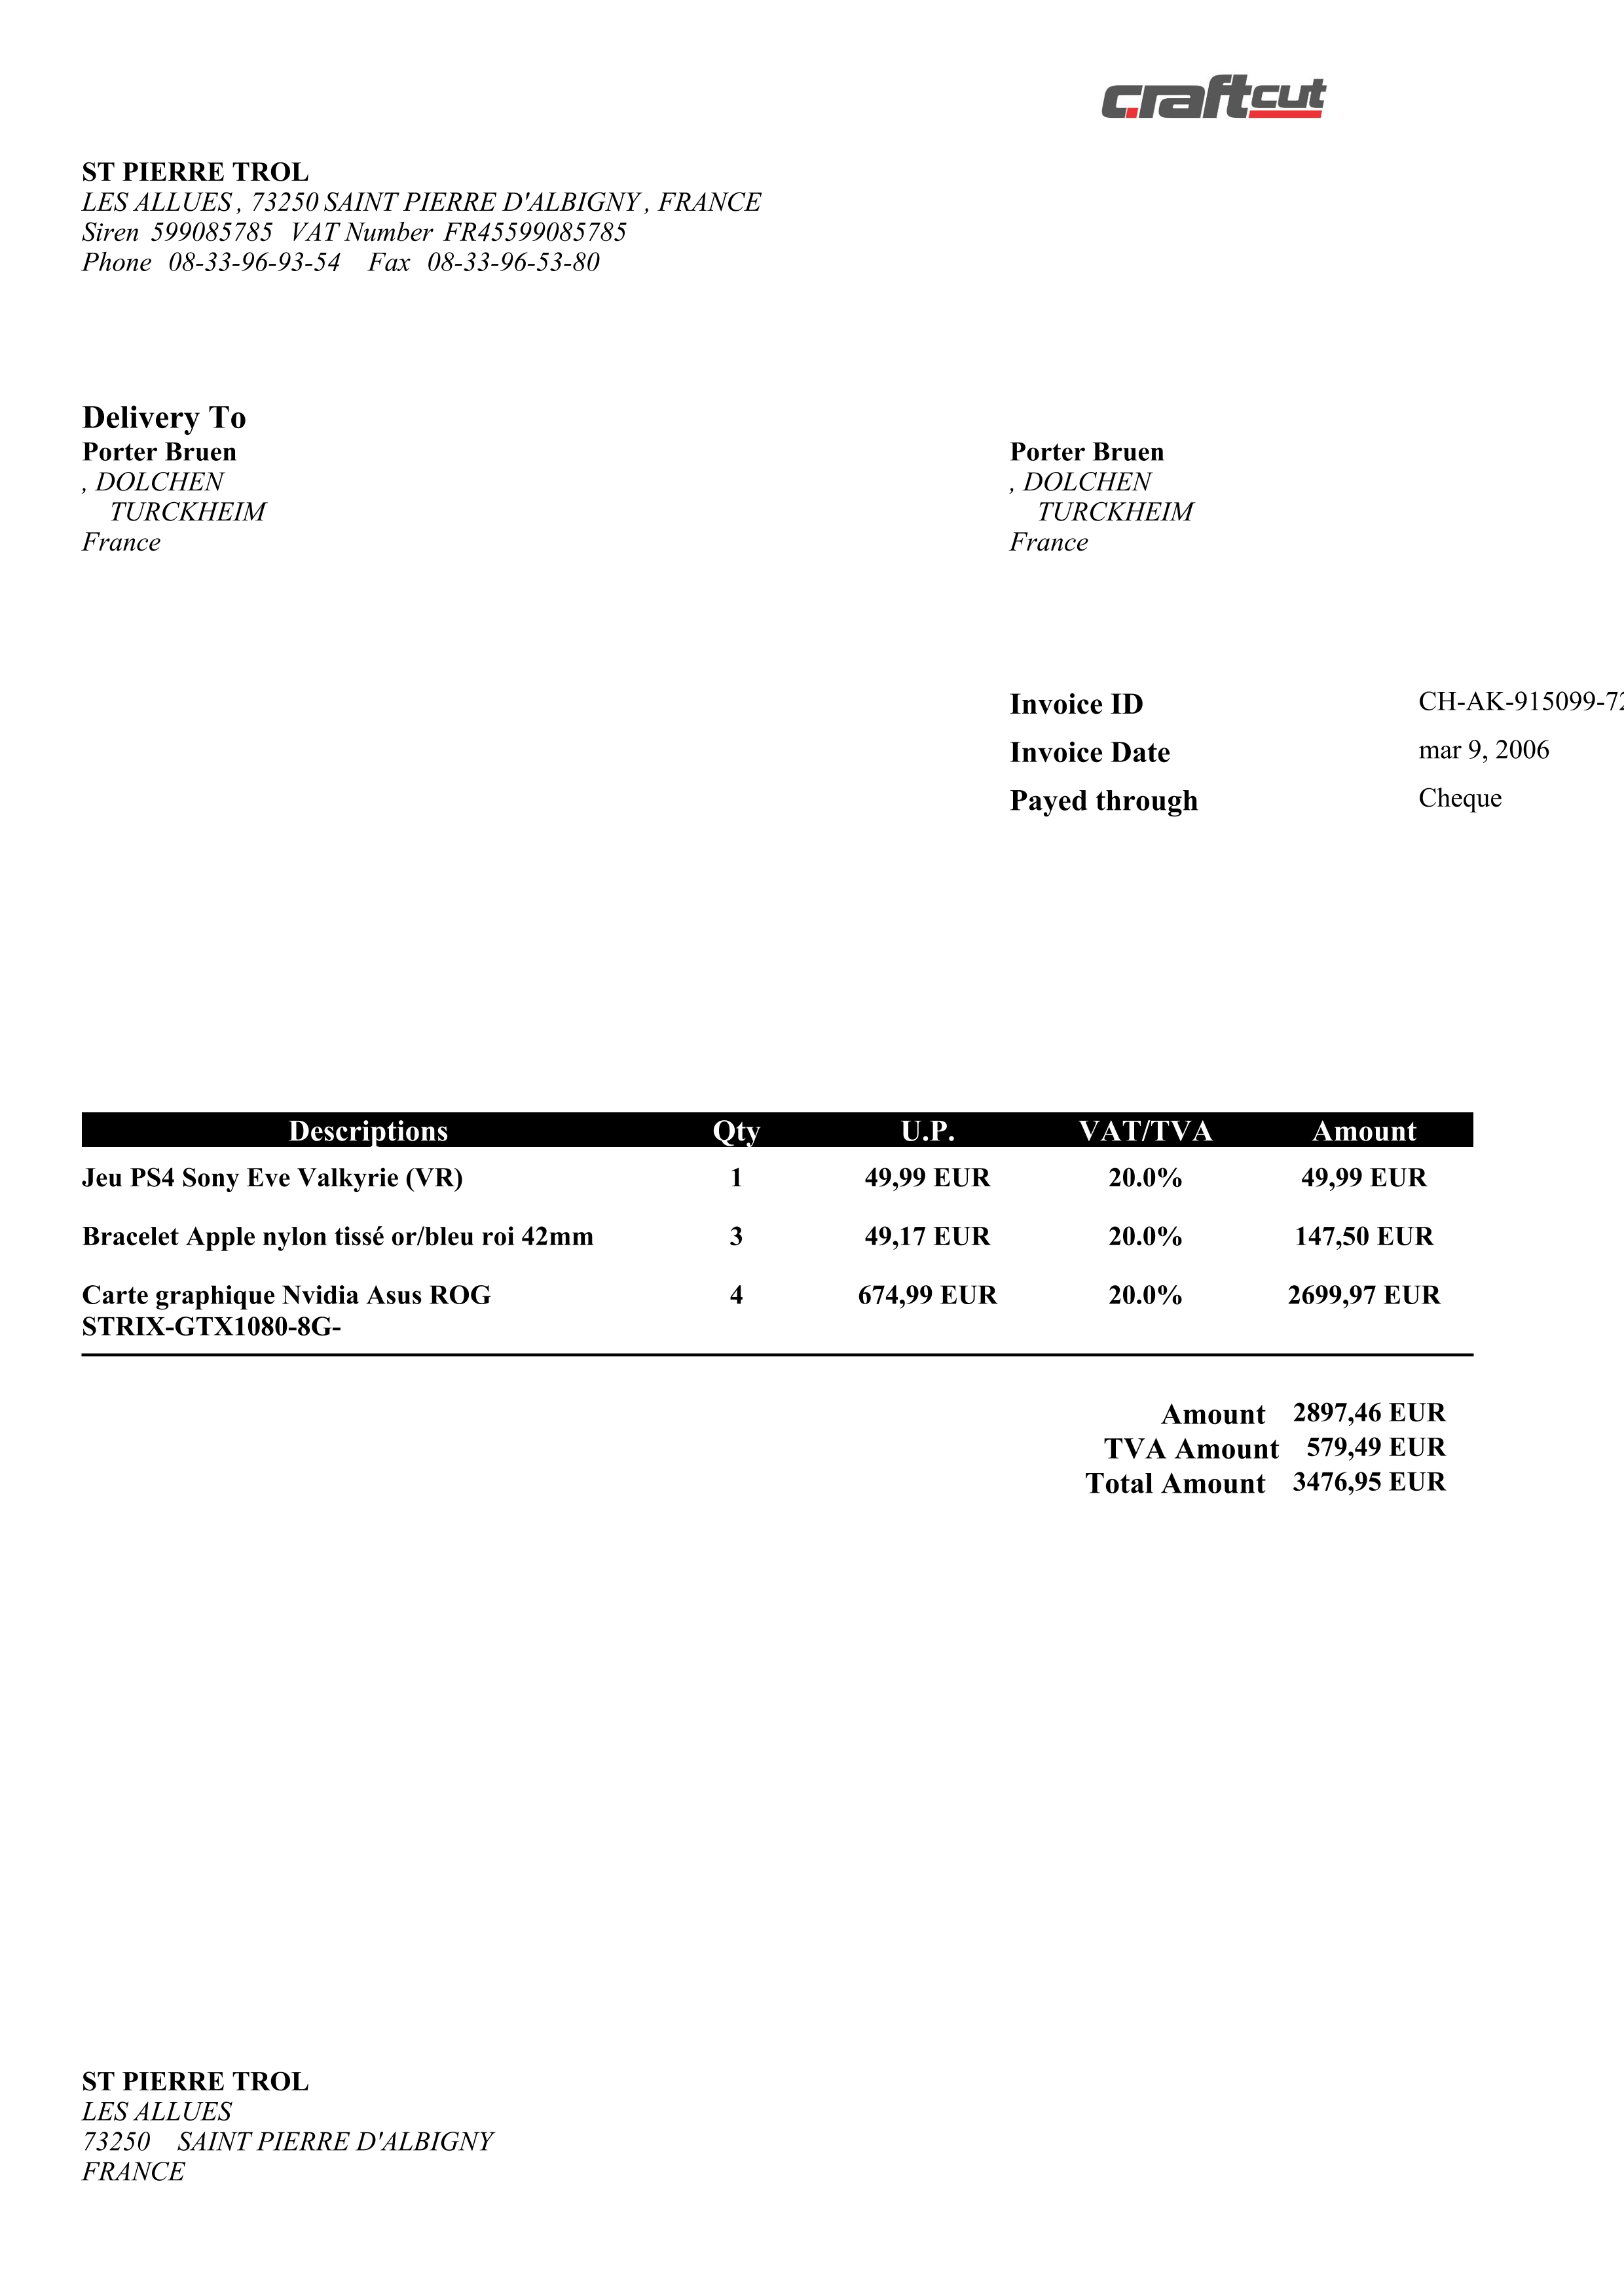 craftcut
ST PIERRE TROL
LES ALLUES , 73250 SAINT PIERRE D'ALBIGNY , FRANCE
Siren 599085785 VAT Number FR45599085785
Phone 08-33-96-93-54 Fax 08-33-96-53-80
Delivery To
Porter Bruen
, DOLCHEN
TURCKHEIM
France
Porter Bruen
, DOLCHEN
TURCKHEIM
France
Invoice ID CH-AK-915099-72
Invoice Date mar 9, 2006
Payed through Cheque
Descriptions Qty U.P. VAT/TVA Amount
Jeu PS4 Sony Eve Valkyrie (VR) 1 49,99 EUR 20.0% 49,99 EUR
Bracelet Apple nylon tissé or/bleu roi 42mm 3 49,17 EUR 20.0% 147,50 EUR
Carte graphique Nvidia Asus ROG 4 674,99 EUR 20.0% 2699,97 EUR
STRIX-GTX1080-8G-
Amount 2897,46 EUR
TVA Amount 579,49 EUR
Total Amount 3476,95 EUR
ST PIERRE TROL
LES ALLUES
73250 SAINT PIERRE D'ALBIGNY
FRANCE